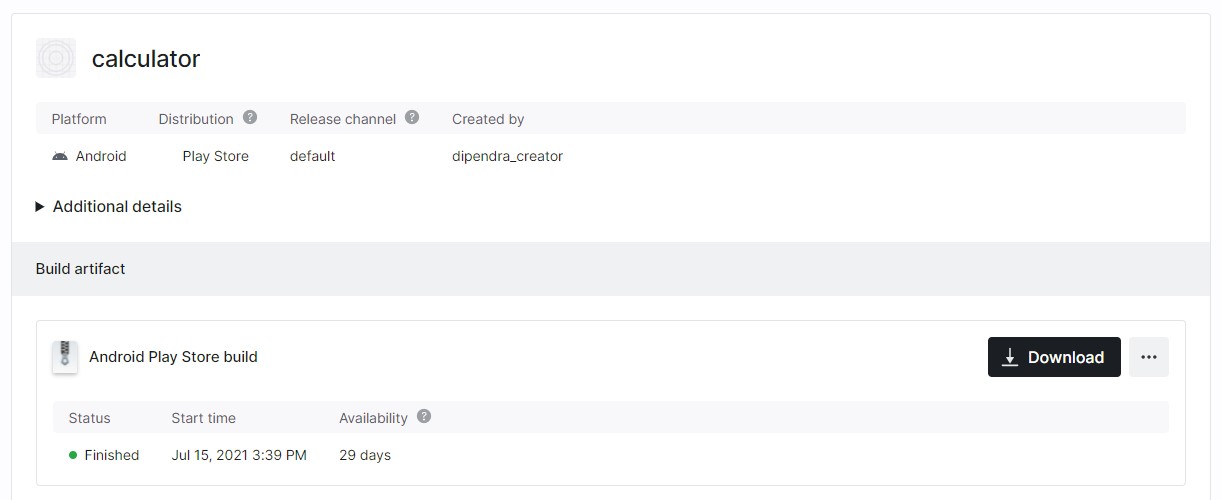 calculator
Platform Distribution ? Release channel ? Created by
Android Play Store default dipendra_creator
Additional details
Build artifact
Android Play Store build Download
Status Start time Availability ?
Finished Jul 15, 2021 3:39 PM 29 days